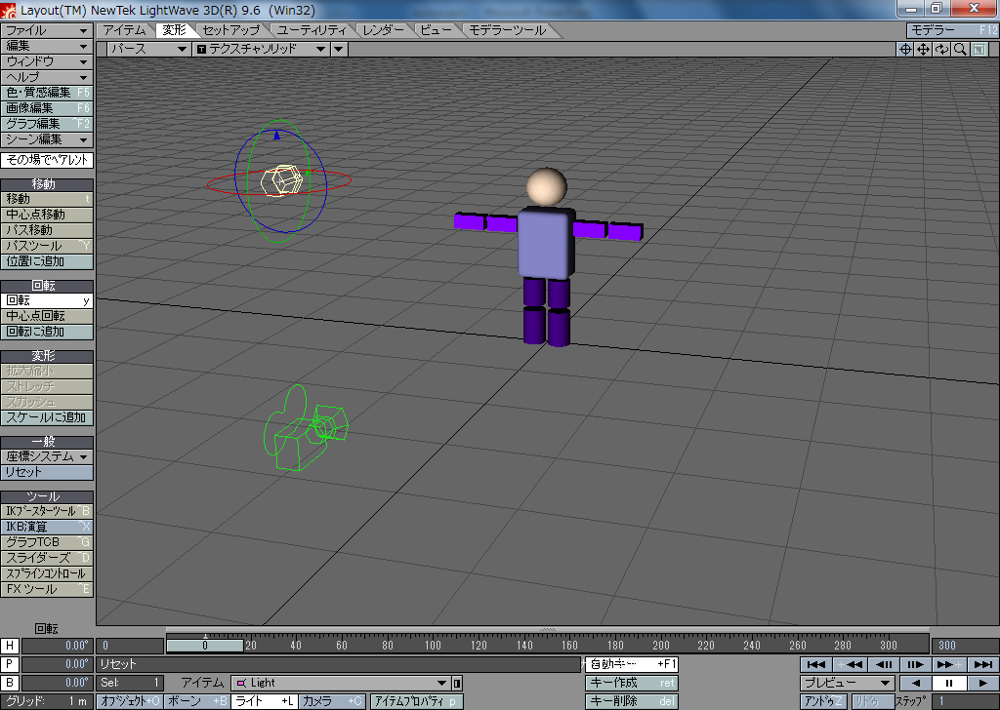 Layout(TM) NewTek LightWave 3D(R) 9.6 (Win32)
ファイル
アイテム 変形 セットアップ ユーティリティ レンダー ビュー モデラーツール
モデラー F12
編集
パース テクスチャソリッド
ウィンドウ
ヘルプ
色・質感編集 F5
画像編集 F6
グラフ編集 ^F2
シーン編集
その場でペアレント
移動
移動 t
中心点移動
パス移動
パスツール ^Y
位置に追加
回転
回転 y
中心点回転
回転に追加
変形
拡大縮小
ストレッチ
スカッシュ
スケールに追加
一般
座標システム
リセット
ツール
IKブースターツール ^B
IKB演算 ^X
グラフTCB ^G
スライダーズ ^D
スプラインコントロール
FX ツール ^E
回転
H 0.00°
0 0 20 40 60 80 100 120 140 160 180 200 220 240 260 280 300 300
P 0.00° リセット 自動キー +F1
B 0.00° Sel: 1 アイテム Light キー作成 ret プレビュー
グリッド: 1 m オブジェクト+O ボーン +B ライト +L カメラ +C アイテムプロパティ p キー削除 del アンドゥZ リドゥ ステップ